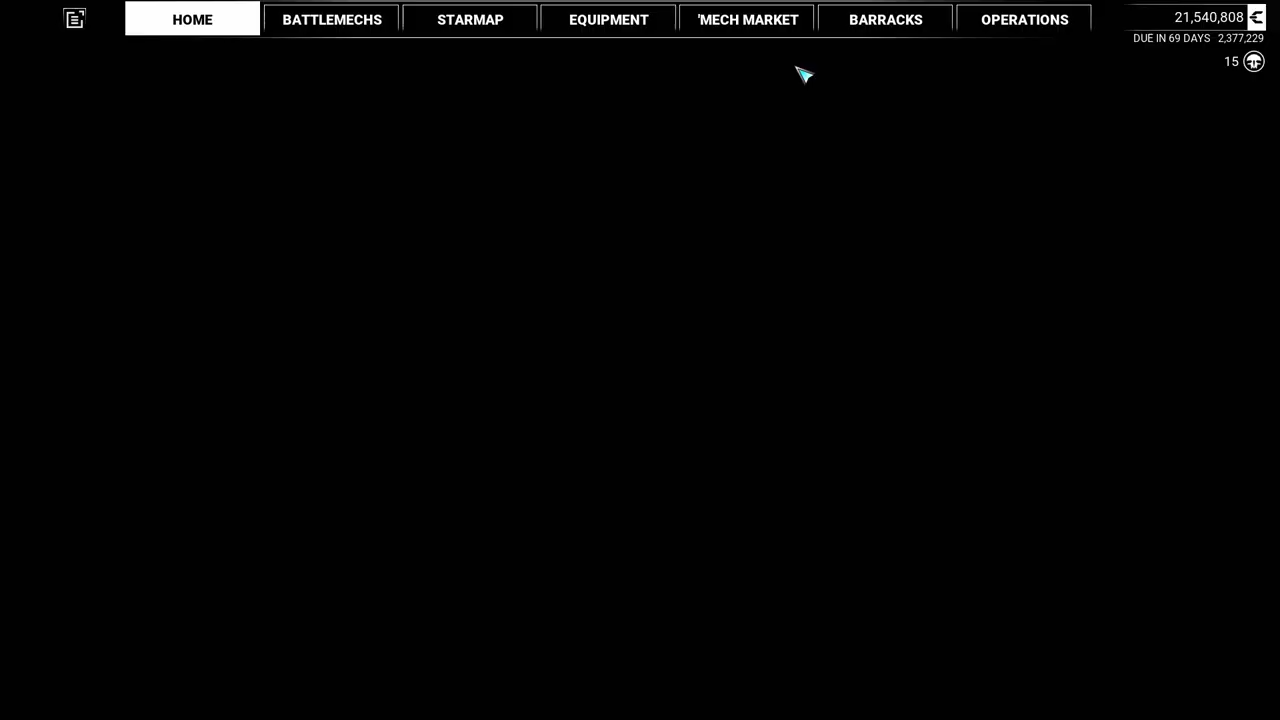 HOME BATTLEMECHS STARMAP EQUIPMENT 'MECH MARKET BARRACKS OPERATIONS 21,540,808
DUE IN 69 DAYS 2,377,229
15